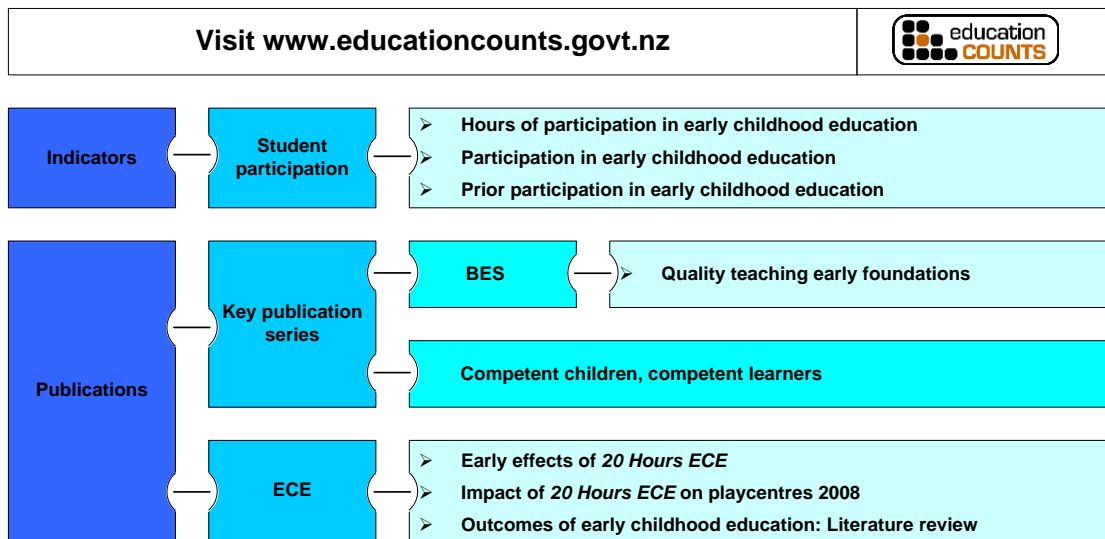 Visit www.educationcounts.govt.nz
education
COUNTS
Indicators
Student
participation
➢ Hours of participation in early childhood education
➢ Participation in early childhood education
➢ Prior participation in early childhood education
Publications
Key publication
series
BES
➢ Quality teaching early foundations
Competent children, competent learners
ECE
➢ Early effects of 20 Hours ECE
➢ Impact of 20 Hours ECE on playcentres 2008
➢ Outcomes of early childhood education: Literature review